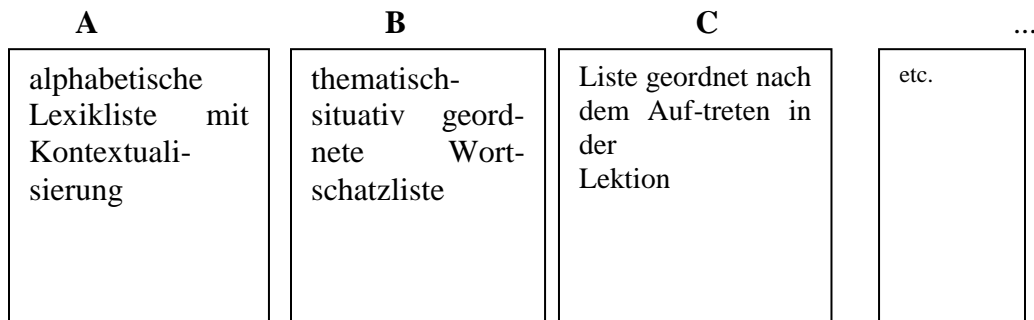 A B C ...
alphabetische
Lexikliste mit
Kontextuali-
sierung
thematisch-
situativ geord-
nete Wort-
schatzliste
Liste geordnet nach
dem Auf-treten in
der
Lektion
etc.